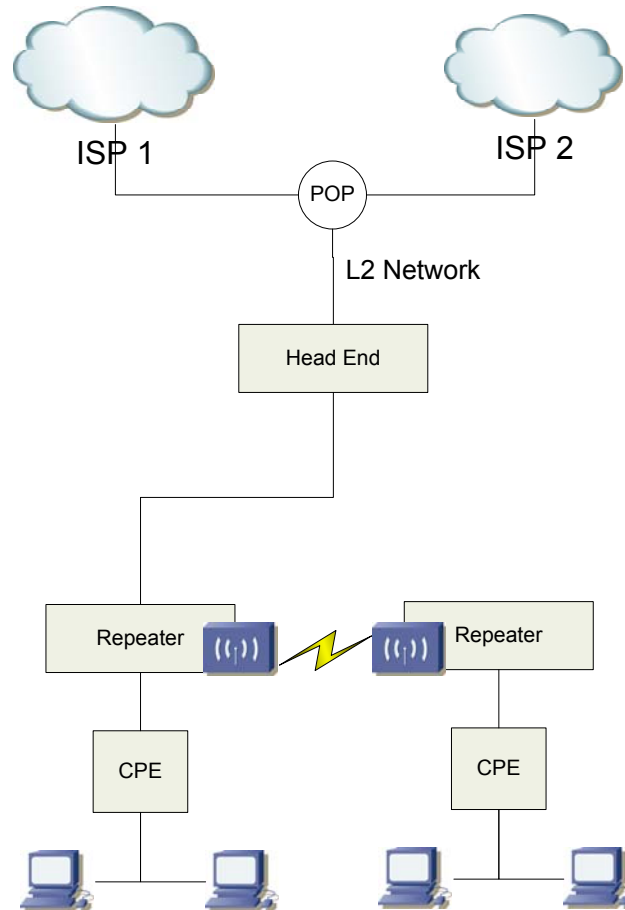 ISP 1
ISP 2
POP
L2 Network
Head End
Repeater
Repeater
CPE
CPE